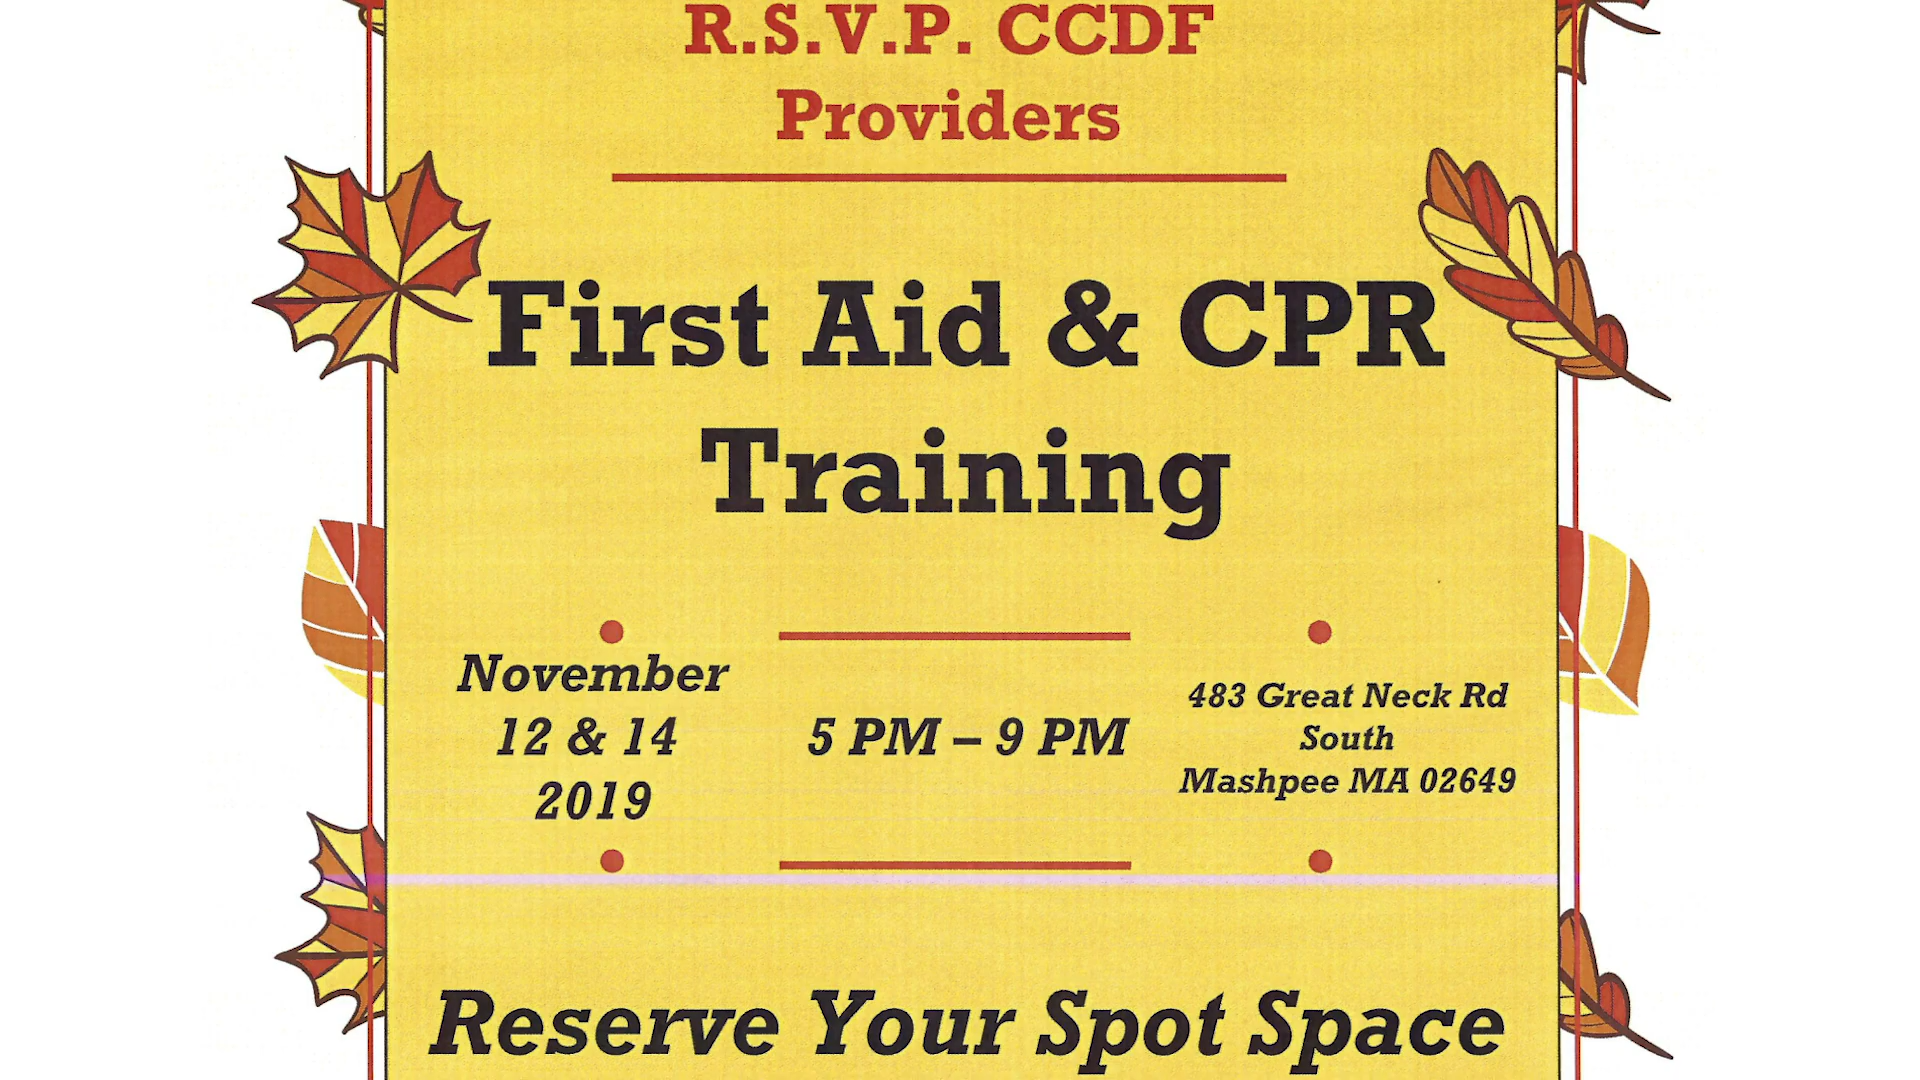 R.S.V.P. CCDF
Providers
First Aid & CPR
Training
November
12 & 14
2019
5 PM – 9 PM
483 Great Neck Rd
South
Mashpee MA 02649
Reserve Your Spot Space